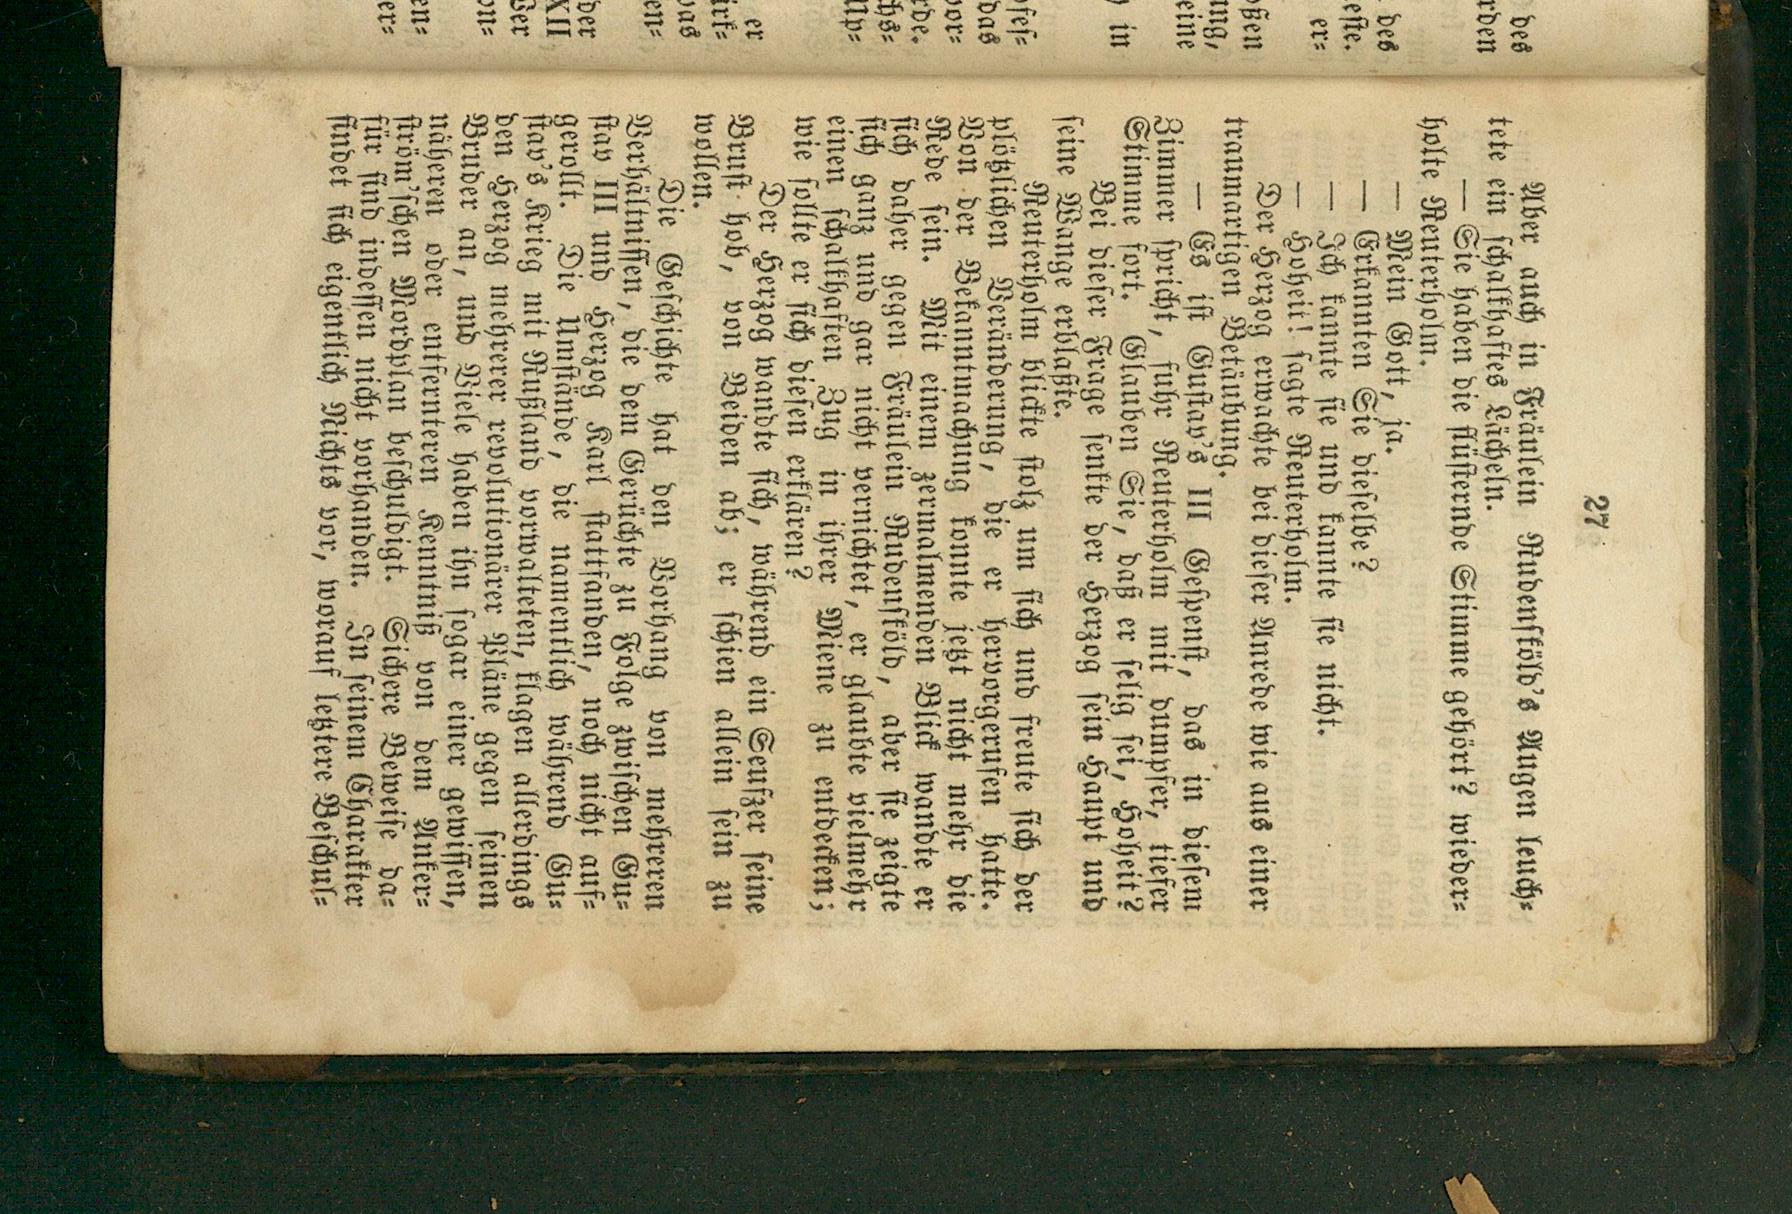 27
Aber auch in Fräulein Rudensköld's Augen leuch-
tete ein schalkhaftes Lächeln.
— Sie haben die flüsternde Stimme gehört? wieder-
holte Reuterholm.
— Mein Gott, ja.
— Erkannten Sie dieselbe?
— Ich kannte sie und kannte sie nicht.
— Hoheit! sagte Reuterholm.
Der Herzog erwachte bei dieser Anrede wie aus einer
traumartigen Betäubung.
— Es ist Gustav's III Gespenst, das in diesem
Zimmer spricht, fuhr Reuterholm mit dumpfer, tiefer
Stimme fort. Glauben Sie, daß er selig sei, Hoheit?
Bei dieser Frage senkte der Herzog sein Haupt und
seine Wange erblaßte.
Reuterholm blickte stolz um sich und freute sich der
plötzlichen Veränderung, die er hervorgerufen hatte.
Von der Bekanntmachung konnte jetzt nicht mehr die
Rede sein. Mit einem zermalmenden Blick wandte er
sich daher gegen Fräulein Rudensköld, aber sie zeigte
sich ganz und gar nicht vernichtet, er glaubte vielmehr
einen schalkhaften Zug in ihrer Miene zu entdecken;
wie sollte er sich diesen erklären?
Der Herzog wandte sich, während ein Seufzer seine
Brust hob, von Beiden ab; er schien allein sein zu
wollen.
Die Geschichte hat den Vorhang von mehreren
Verhältnissen, die dem Gerüchte zu Folge zwischen Gu-
stav III und Herzog Karl stattfanden, noch nicht auf-
gerollt. Die Umstände, die namentlich während Gu-
stav's Krieg mit Rußland vorwalteten, klagen allerdings
den Herzog mehrerer revolutionärer Pläne gegen seinen
Bruder an, und Viele haben ihn sogar einer gewissen,
näheren oder entfernteren Kenntniß von dem Anker-
ström'schen Mordplan beschuldigt. Sichere Beweise da-
für sind indessen nicht vorhanden. In seinem Charakter
findet sich eigentlich Nichts vor, worauf letztere Beschul-